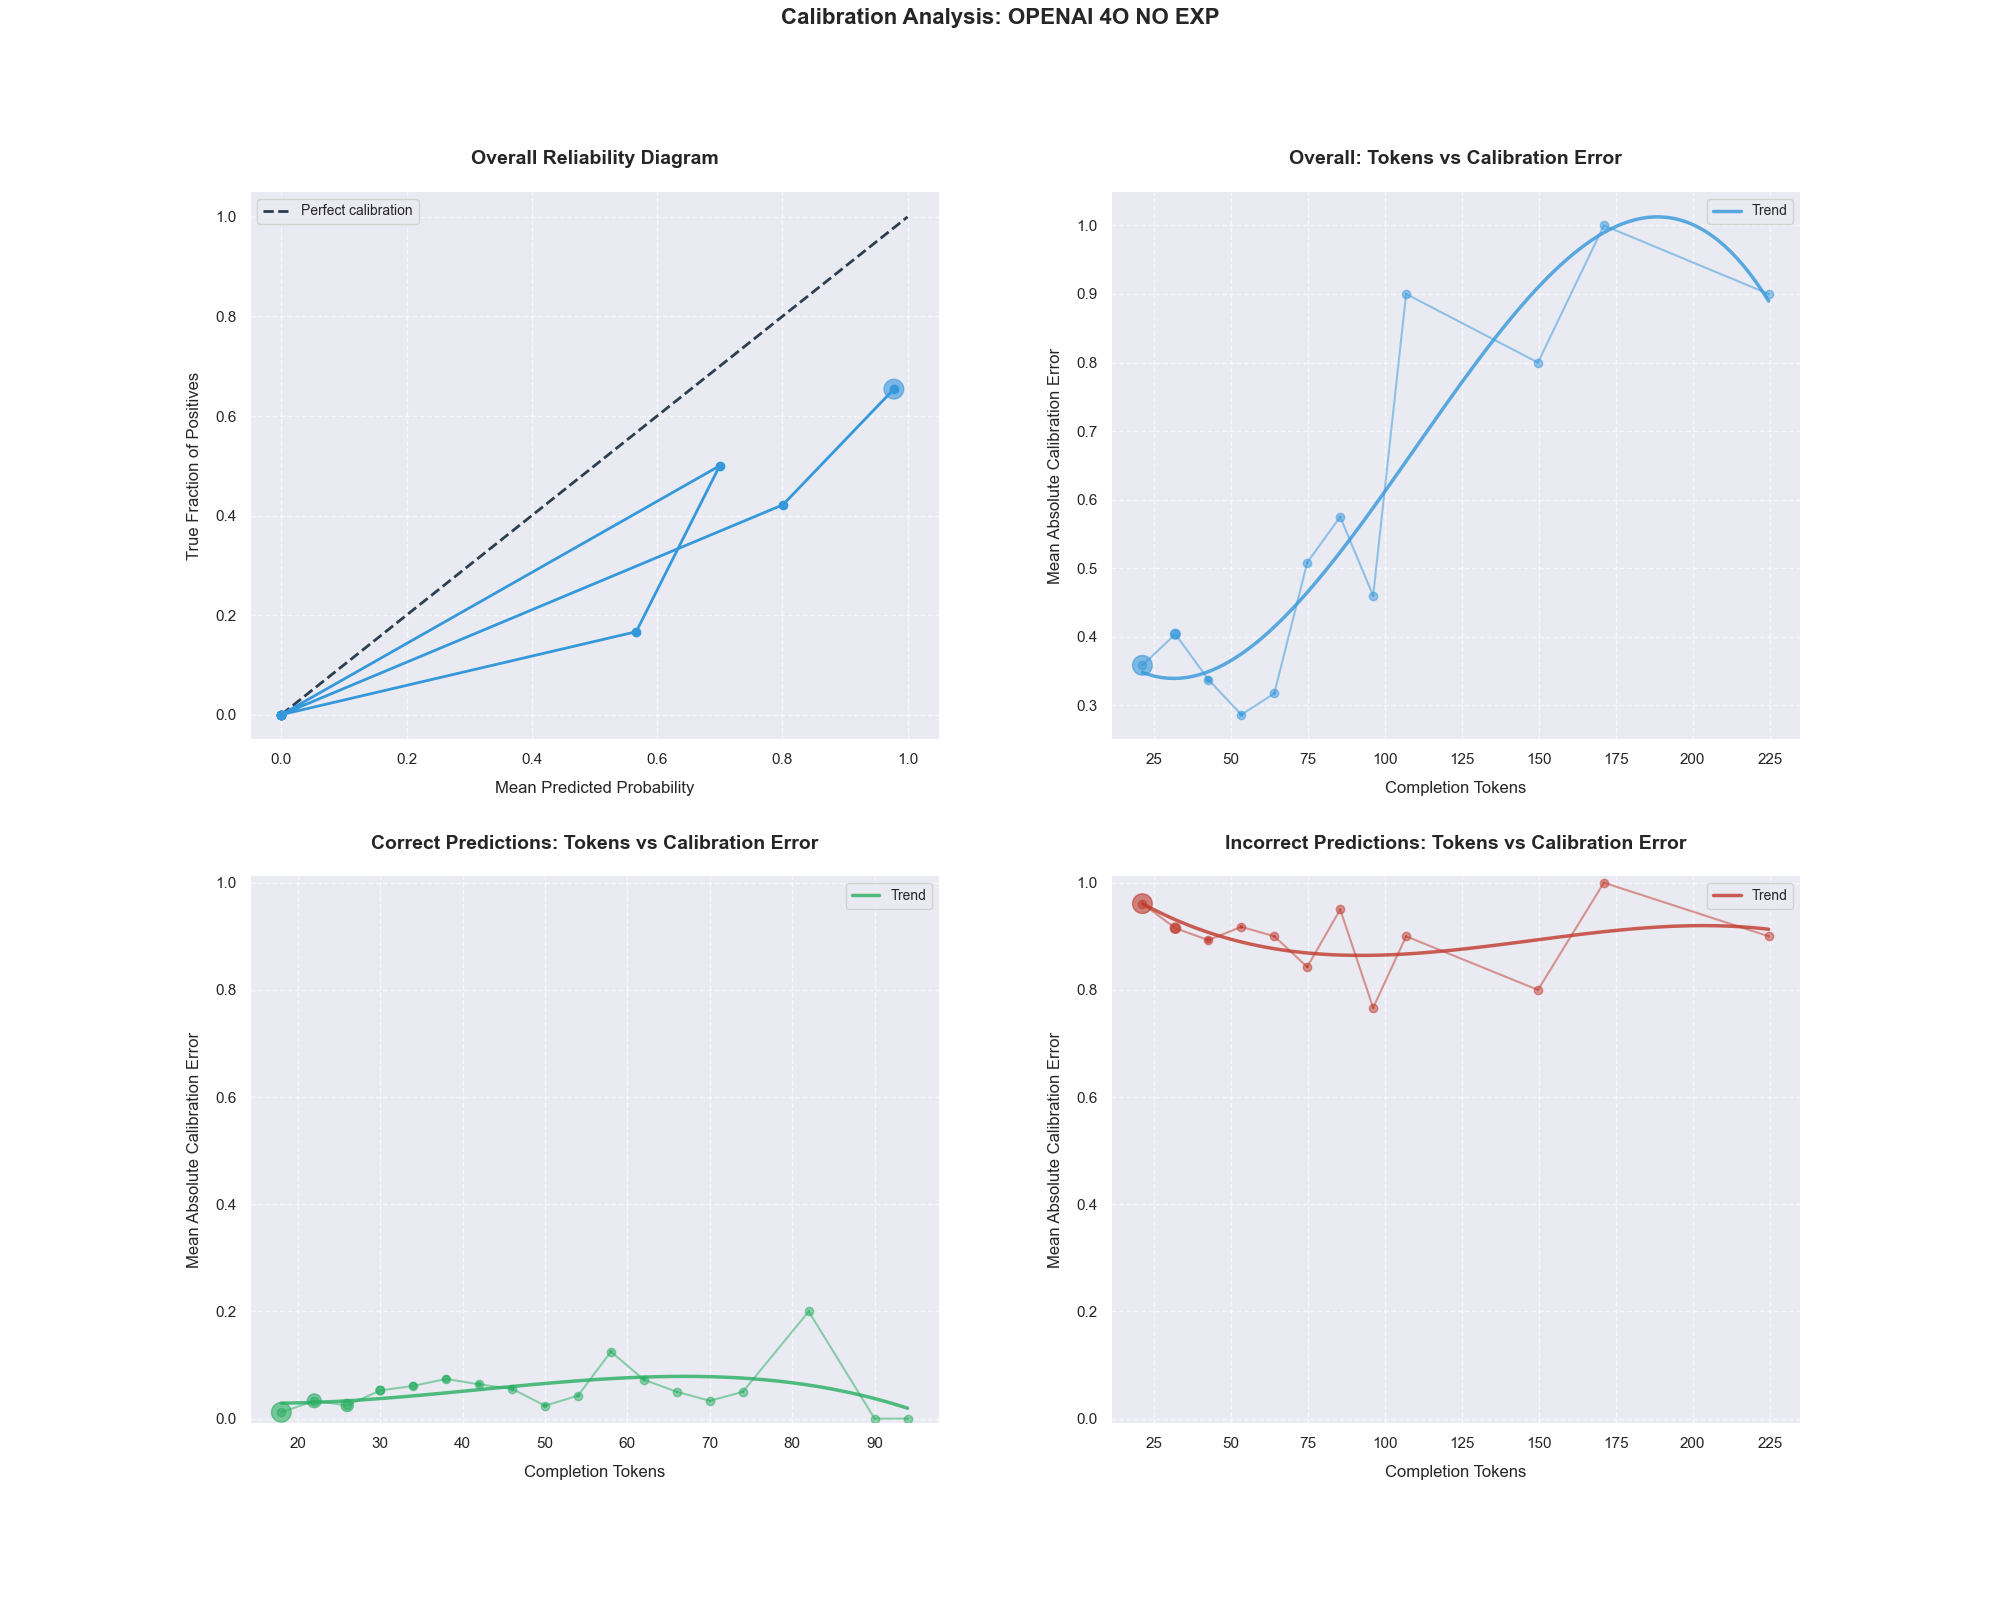 Calibration Analysis: OPENAI 4O NO EXP
Overall Reliability Diagram
Perfect calibration
True Fraction of Positives
1.0
0.8
0.6
0.4
0.2
0.0
0.0 0.2 0.4 0.6 0.8 1.0
Mean Predicted Probability
Overall: Tokens vs Calibration Error
Trend
Mean Absolute Calibration Error
1.0
0.9
0.8
0.7
0.6
0.5
0.4
0.3
25 50 75 100 125 150 175 200 225
Completion Tokens
Correct Predictions: Tokens vs Calibration Error
Trend
Mean Absolute Calibration Error
1.0
0.8
0.6
0.4
0.2
0.0
20 30 40 50 60 70 80 90
Completion Tokens
Incorrect Predictions: Tokens vs Calibration Error
Trend
Mean Absolute Calibration Error
1.0
0.8
0.6
0.4
0.2
0.0
25 50 75 100 125 150 175 200 225
Completion Tokens